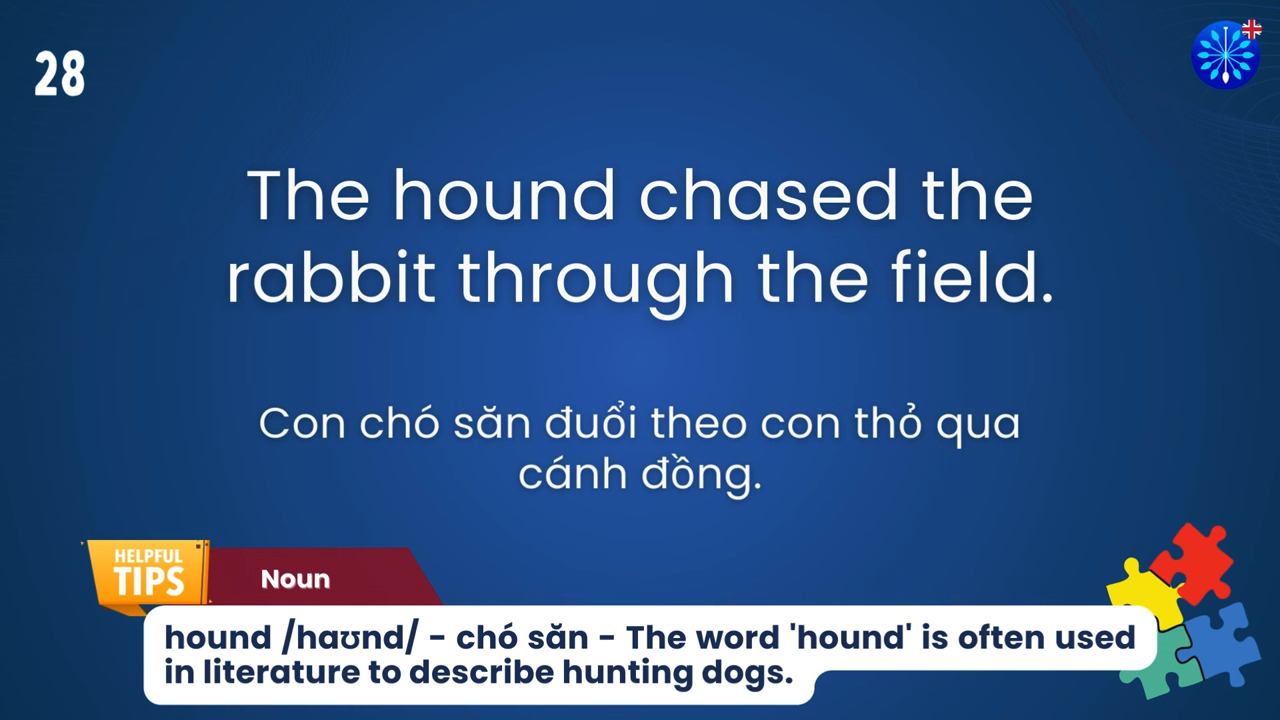 28
The hound chased the
rabbit through the field.
Con chó săn đuổi theo con thỏ qua
cánh đồng.
HELPFUL
TIPS
Noun
hound /haʊnd/ - chó săn - The word 'hound' is often used
in literature to describe hunting dogs.